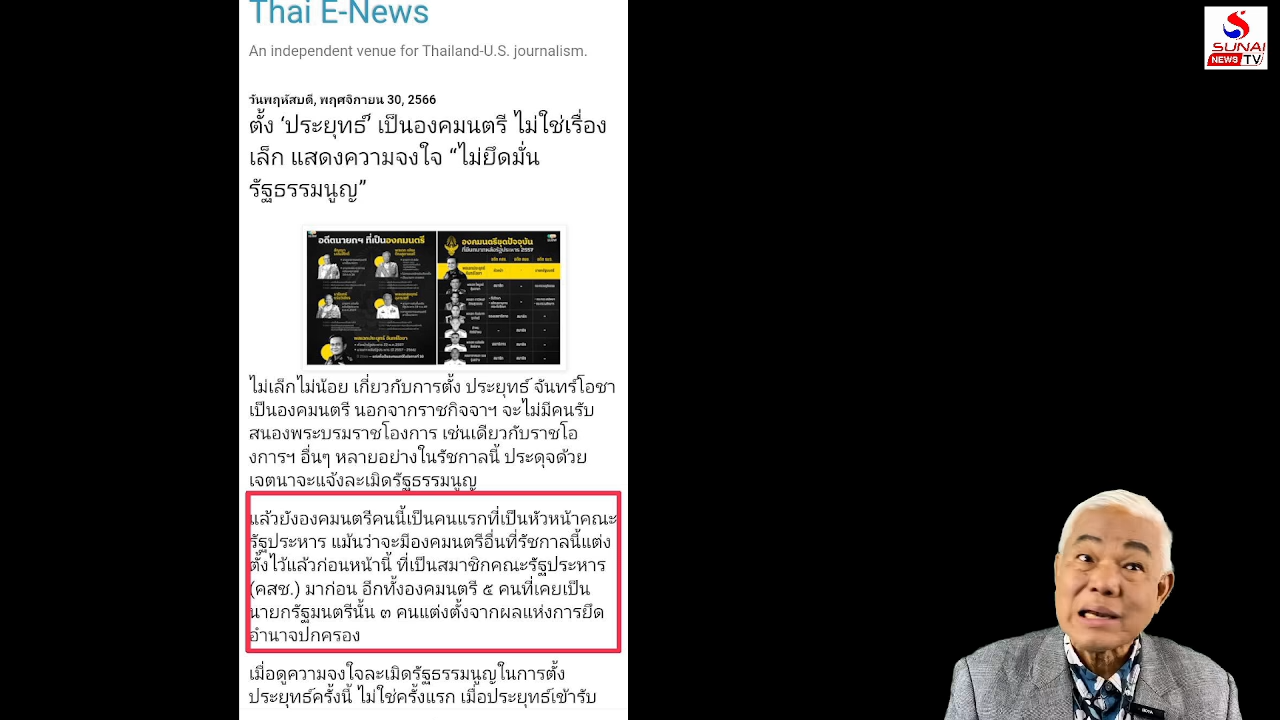 Thai E-News
An independent venue for Thailand-U.S. journalism.
SUNAI
NEWS TV
วันพฤหัสบดี, พฤศจิกายน 30, 2566
ตั้ง ‘ประยุทธ์’ เป็นองคมนตรี ไม่ใช่เรื่อง
เล็ก แสดงความจงใจ “ไม่ยึดมั่น
รัฐธรรมนูญ”
อดีตนายกฯ ที่เป็นองคมนตรี
องคมนตรีชุดปัจจุบัน
ไม่เล็กไม่น้อย เกี่ยวกับการตั้ง ประยุทธ์ จันทร์โอชา
เป็นองคมนตรี นอกจากราชกิจจาฯ จะไม่มีคนรับ
สนองพระบรมราชโองการ เช่นเดียวกับราชโอ
งการฯ อื่นๆ หลายอย่างในรัชกาลนี้ ประดุจด้วย
เจตนาจะแจ้งละเมิดรัฐธรรมนูญ
แล้วยังองคมนตรีคนนี้เป็นคนแรกที่เป็นหัวหน้าคณะ
รัฐประหาร แม้นว่าจะมีองคมนตรีอื่นที่รัชกาลนี้แต่ง
ตั้งไว้แล้วก่อนหน้านี้ ที่เป็นสมาชิกคณะรัฐประหาร
(คสช.) มาก่อน อีกทั้งองคมนตรี ๕ คนที่เคยเป็น
นายกรัฐมนตรีนั้น ๓ คนแต่งตั้งจากผลแห่งการยึด
อำนาจปกครอง
เมื่อดูความจงใจละเมิดรัฐธรรมนูญในการตั้ง
ประยุทธ์ครั้งนี้ ไม่ใช่ครั้งแรก เมื่อประยุทธ์เข้ารับ